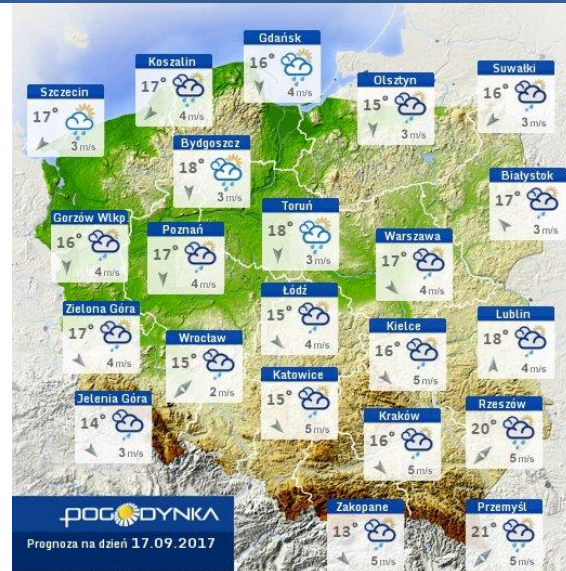 Gdańsk
16°
4 m/s
Koszalin
17°
4 m/s
Suwałki
16°
3 m/s
Olsztyn
15°
3 m/s
Szczecin
17°
3 m/s
Bydgoszcz
18°
3 m/s
Białystok
17°
3 m/s
Toruń
18°
3 m/s
Gorzów Wlkp
16°
4 m/s
Poznań
17°
4 m/s
Warszawa
17°
4 m/s
Łódź
15°
4 m/s
Zielona Góra
17°
4 m/s
Lublin
18°
4 m/s
Kielce
16°
5 m/s
Wrocław
15°
2 m/s
Katowice
15°
5 m/s
Jelenia Góra
14°
3 m/s
Rzeszów
20°
5 m/s
Kraków
16°
5 m/s
Zakopane
13°
5 m/s
Przemyśl
21°
5 m/s
POGODYNKA
Prognoza na dzień 17.09.2017